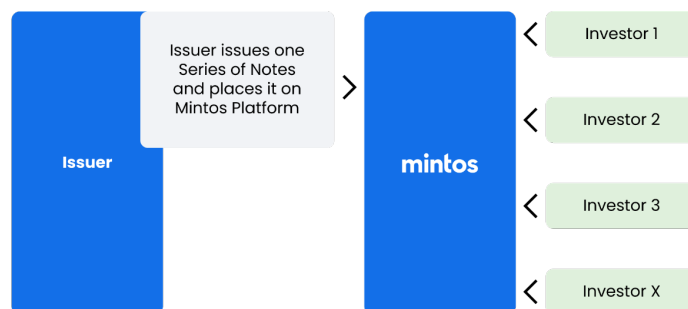 Issuer issues one
Series of Notes
and places it on
Mintos Platform
Issuer
mintos
Investor 1
Investor 2
Investor 3
Investor X